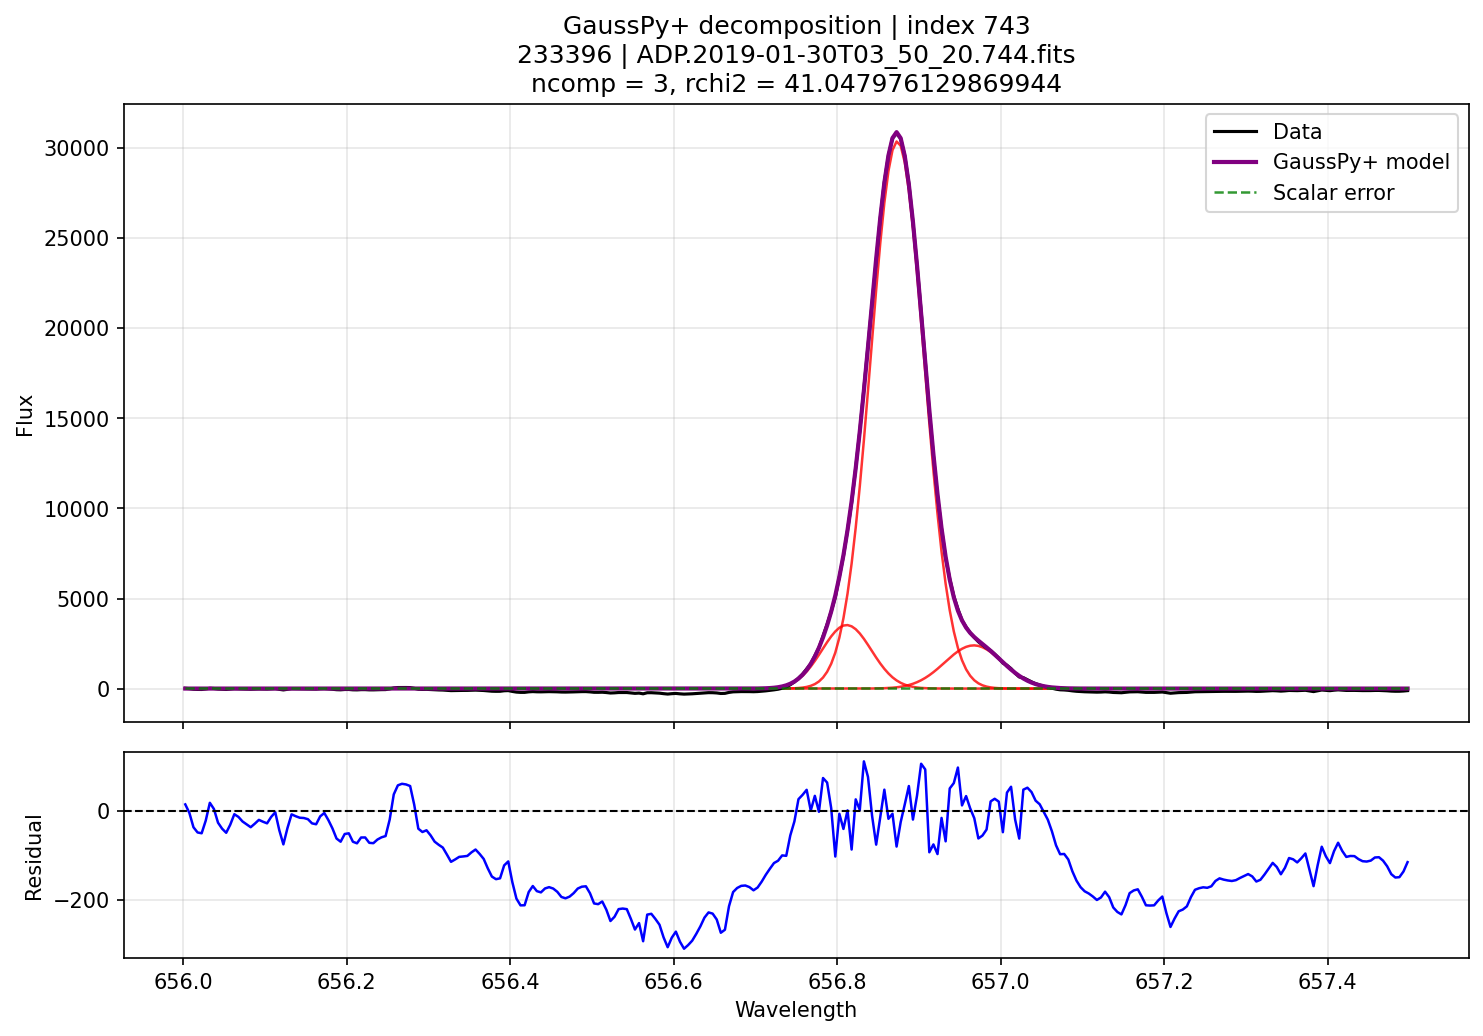 GaussPy+ decomposition | index 743
233396 | ADP.2019-01-30T03_50_20.744.fits
ncomp = 3, rchi2 = 41.047976129869944
Data
GaussPy+ model
Scalar error
Flux
30000
25000
20000
15000
10000
5000
0
Residual
0
−200
656.0 656.2 656.4 656.6 656.8 657.0 657.2 657.4
Wavelength